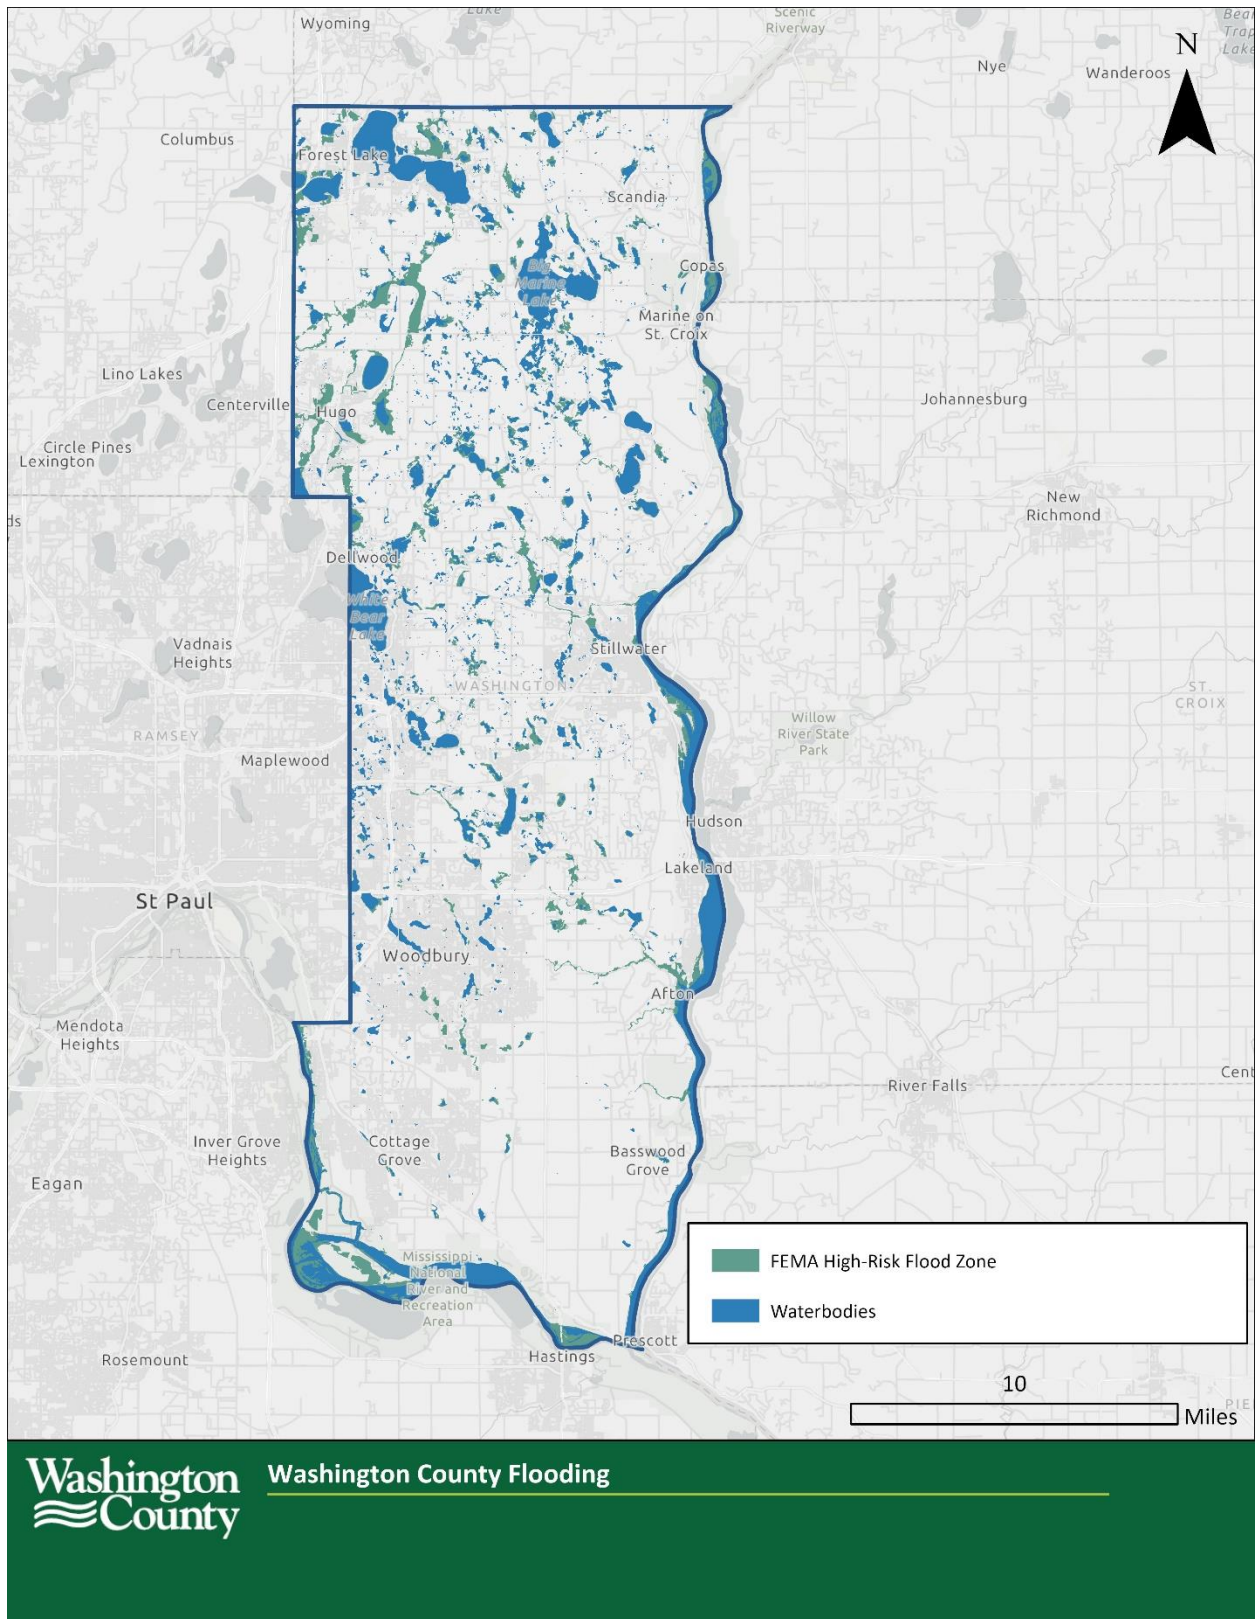 Lake
Wyoming
Scenic
Riverway
Bear
Trap
Lake
N
Nye
Wanderoos
Columbus
Forest Lake
Scandia
Copas
Big
Marine
Lake
Marine on
St. Croix
Lino Lakes
Centerville
Hugo
Johannesburg
Circle Pines
Lexington
New
Richmond
ds
Dellwood
White
Bear
Lake
Vadnais
Heights
Stillwater
WASHINGTON
ST.
CROIX
RAMSEY
Willow
River State
Park
Maplewood
Hudson
Lakeland
St Paul
Woodbury
Afton
Mendota
Heights
Cent
River Falls
Inver Grove
Heights
Cottage
Grove
Basswood
Grove
Eagan
Mississippi
National
River and
Recreation
Area
FEMA High-Risk Flood Zone
Waterbodies
Prescott
Hastings
Rosemount
10
Miles
PIE
Washington
County
Washington County Flooding